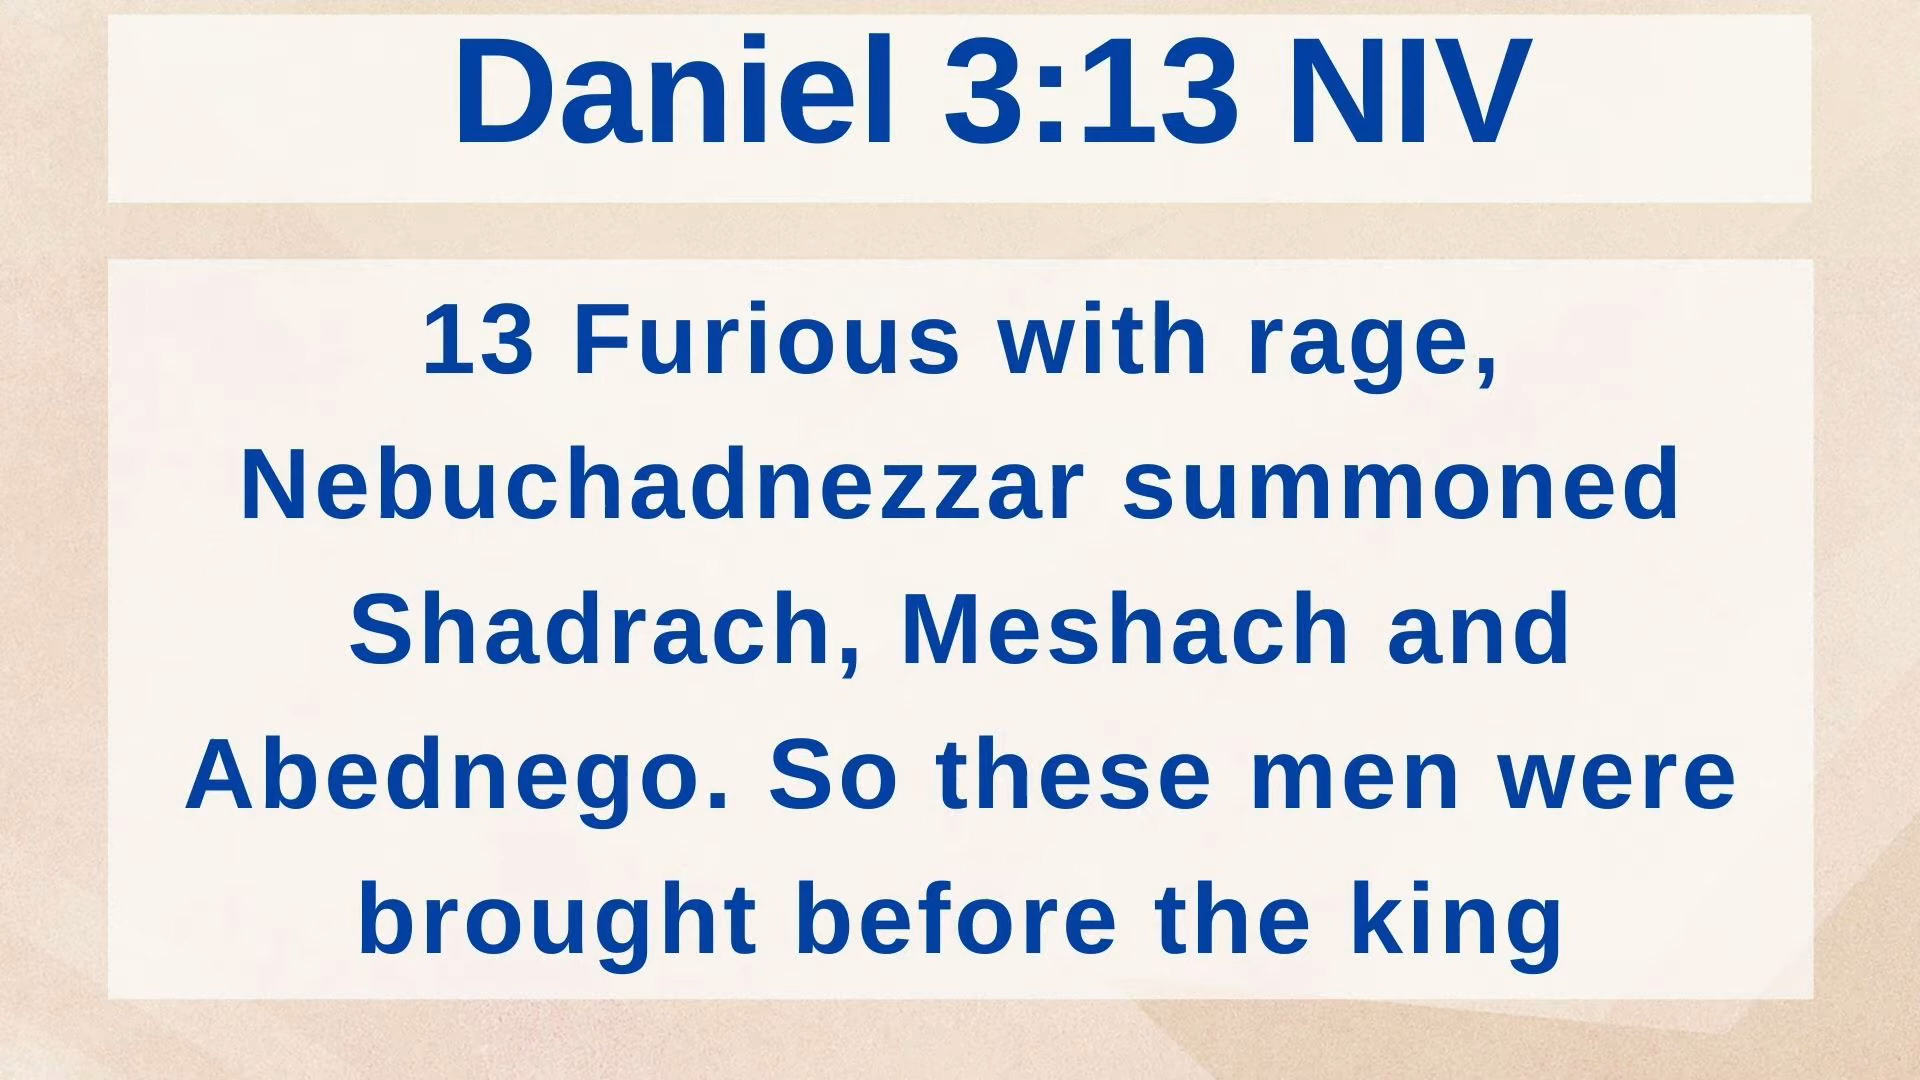 Daniel 3:13 NIV
13 Furious with rage,
Nebuchadnezzar summoned
Shadrach, Meshach and
Abednego. So these men were
brought before the king